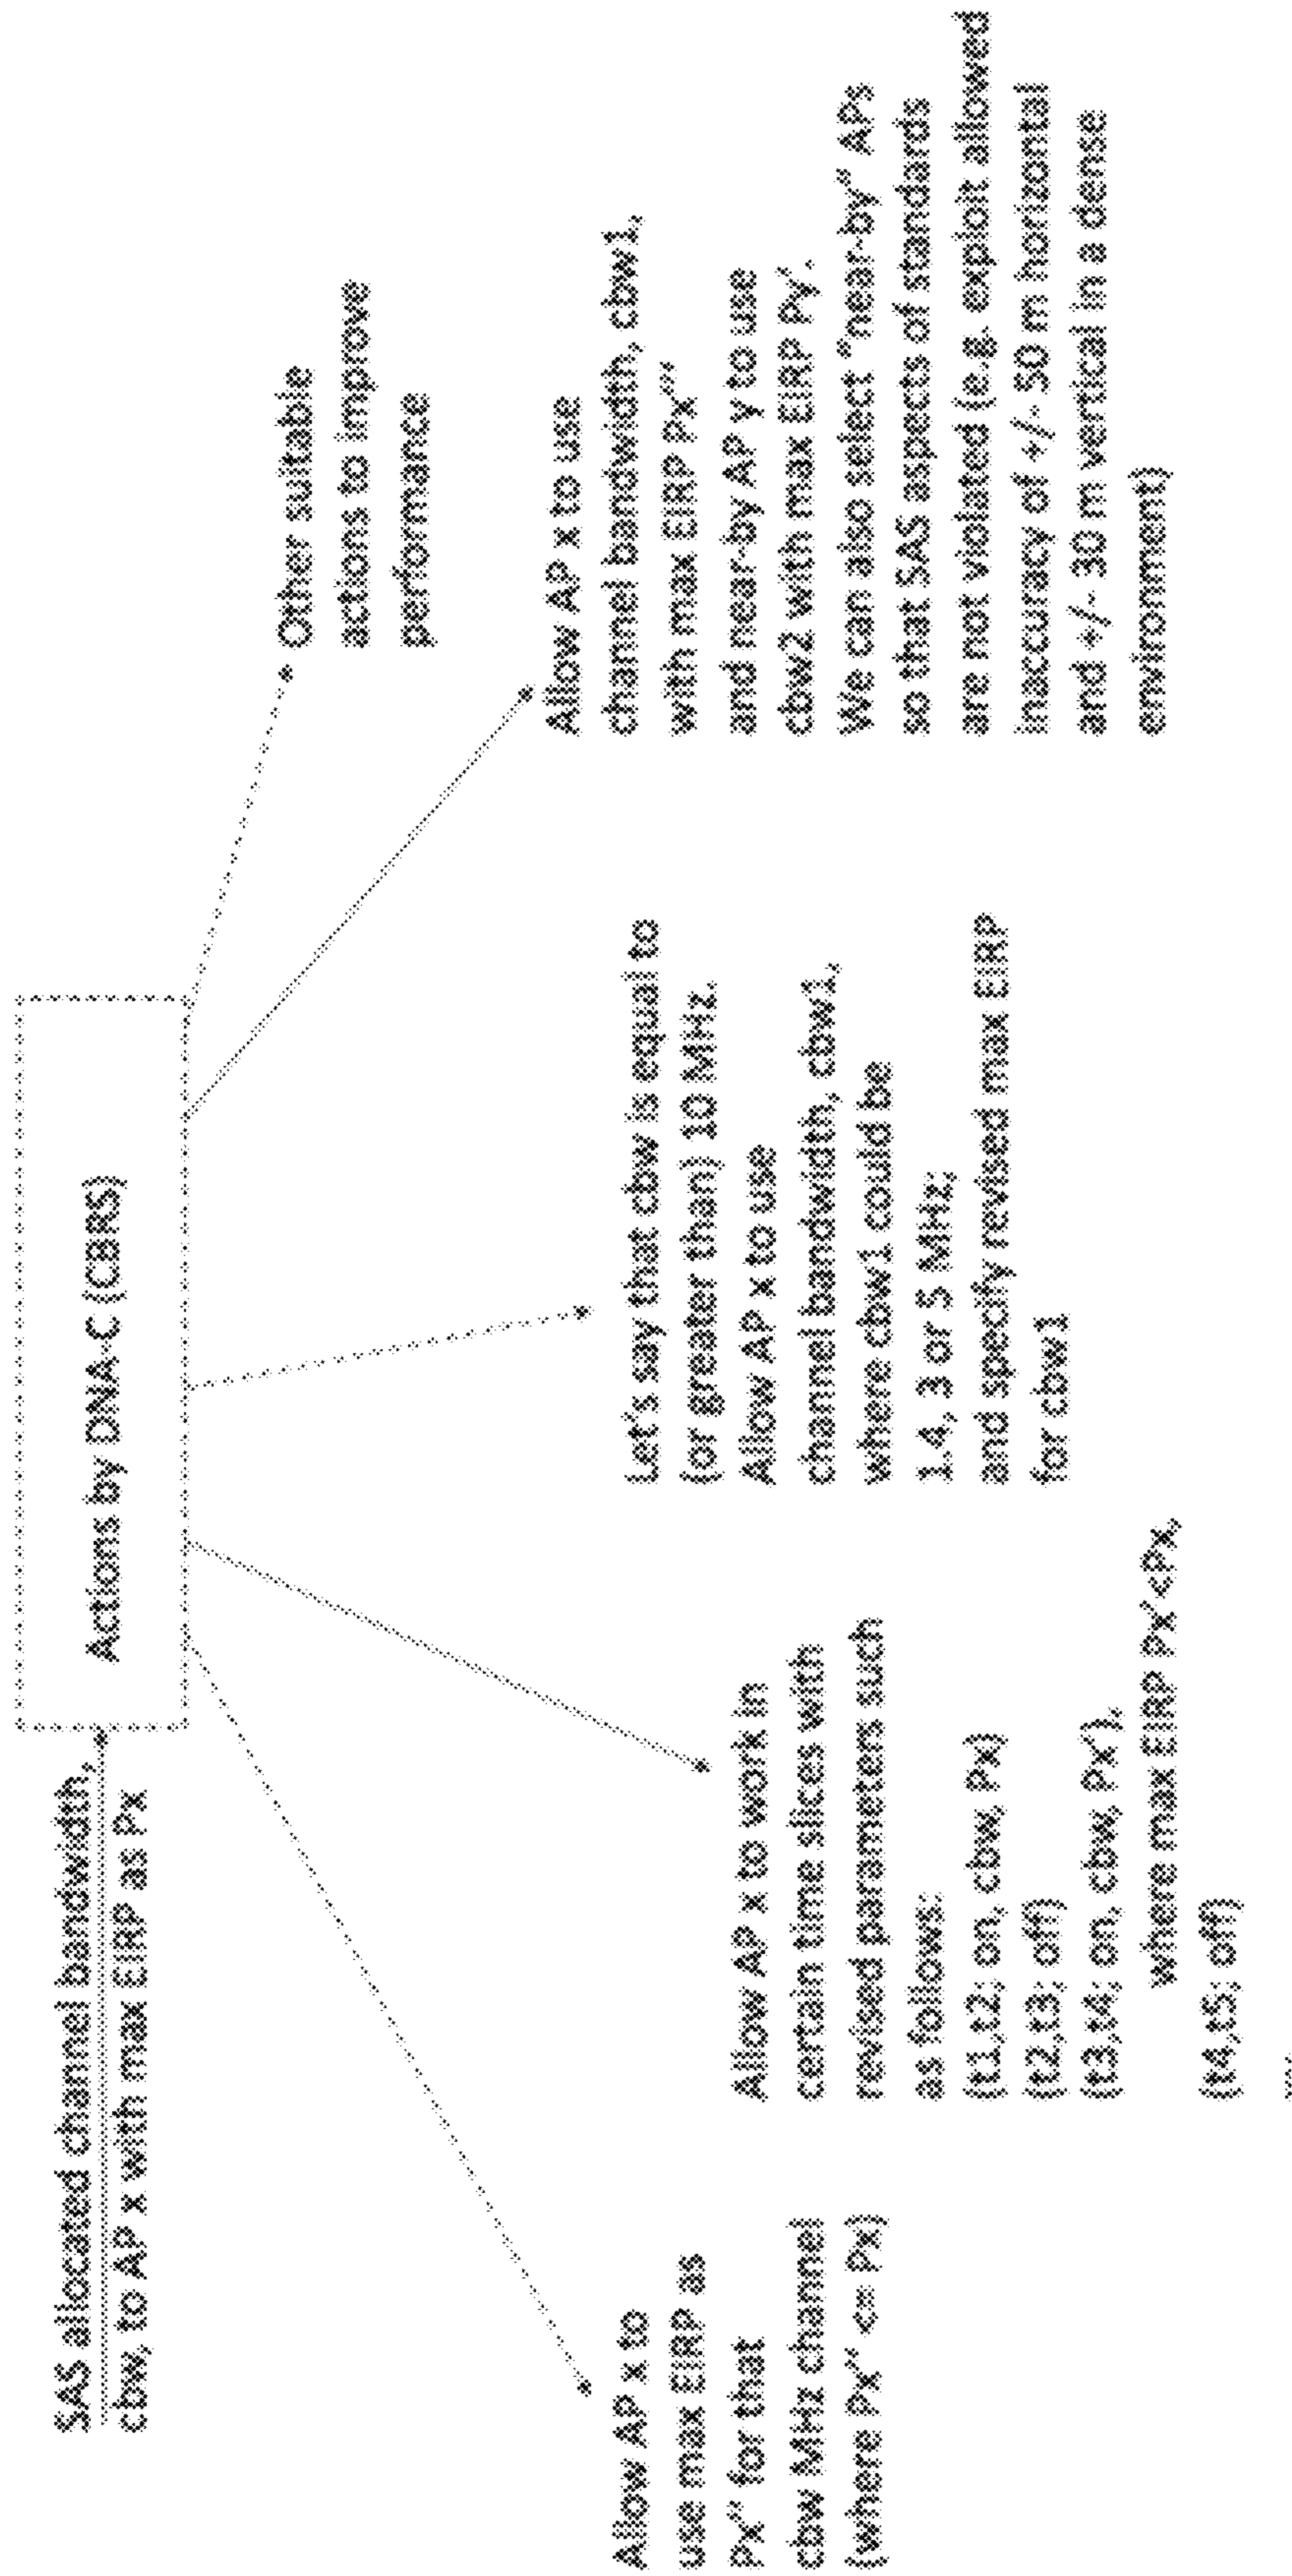 SAS allocated channel bandwidth,
cbw, to AP x with max EIRP as Px
Actions by DNA-C (CBRS)
Allow AP x to
use max EIRP as
Px'' for that
cbw MHz channel
(where Px'' <= Px)
Allow AP x to work in
certain time slices with
revised parameters such
as follows:
(t1,t2; on, cbw, Px)
(t2,t3; off)
(t3,t4; on, cbw, Px'),
where max EIRP Px'<Px,
(t4,t5; off)
...
Let's say that cbw is equal to
(or greater than) 10 MHz.
Allow AP x to use
channel bandwidth, cbw1,
where cbw1 could be
1.4, 3 or 5 MHz;
and specify revised max EIRP
for cbw1
Allow AP x to use
channel bandwidth, cbw1,
with max EIRP Px'''
and near-by AP y to use
cbw2 with max EIRP Py'.
We can also select "near-by" APs
so that SAS aspects of standards
are not violated (e.g. exploit allowed
inaccuracy of +/- 50 m horizontal
and +/- 30 m vertical in a dense
environment)
Other suitable
actions to improve
performance